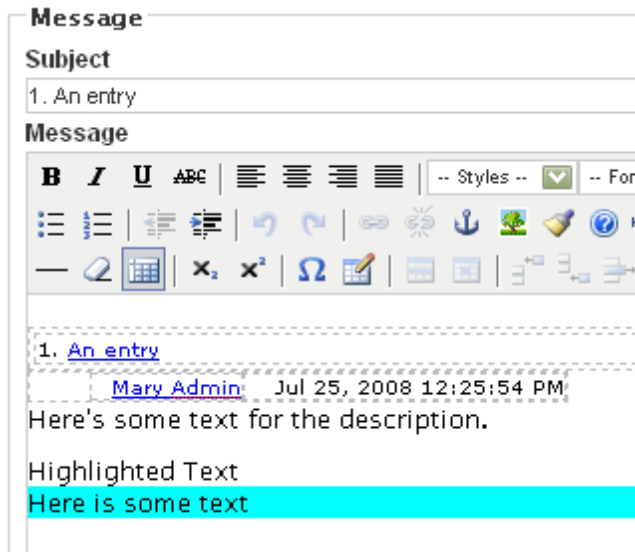 Message
Subject
1. An entry
Message
B I U ABC -- Styles -- -- For
1. An entry
Mary Admin Jul 25, 2008 12:25:54 PM
Here's some text for the description.
Highlighted Text
Here is some text